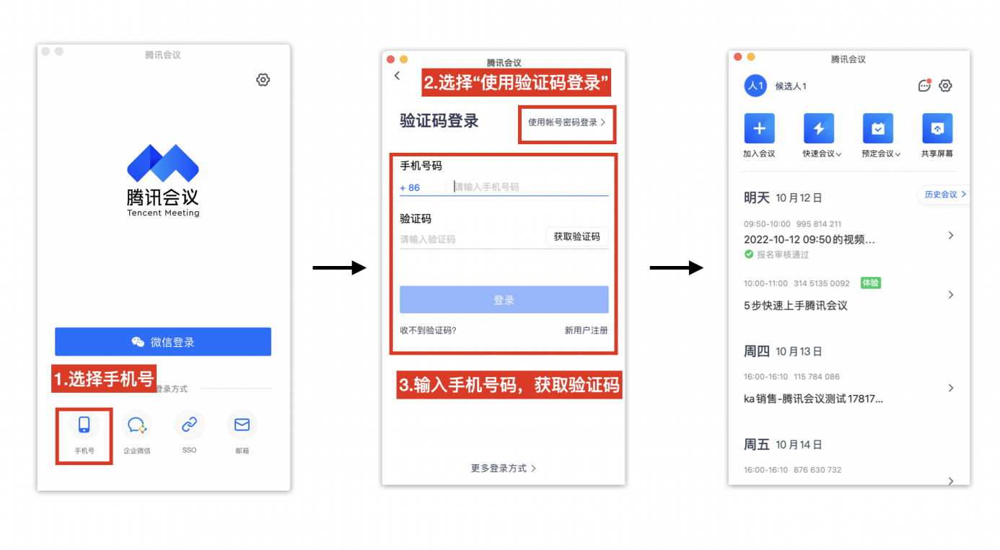 腾讯会议
腾讯会议
Tencent Meeting
微信登录
1.选择手机号
登录方式
手机号
企业微信
SSO
邮箱
腾讯会议
2.选择“使用验证码登录”
验证码登录
使用帐号密码登录 >
手机号码
+ 86
请输入手机号码
验证码
请输入验证码
获取验证码
登录
收不到验证码?
新用户注册
3.输入手机号码，获取验证码
更多登录方式 >
腾讯会议
人1
候选人1
加入会议
快速会议
预定会议
共享屏幕
明天 10月12日
历史会议 >
09:50-10:00 995 814 211
2022-10-12 09:50的视频...
报名审核通过
10:00-11:00 314 5135 0092 体验
5步快速上手腾讯会议
周四 10月13日
16:00-16:10 115 784 086
ka销售-腾讯会议测试17817...
周五 10月14日
16:00-16:10 876 630 732